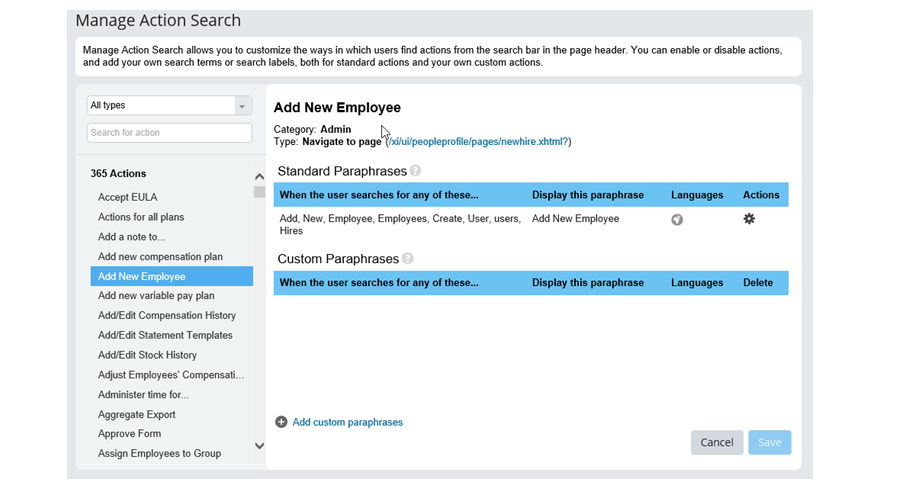 Manage Action Search
Manage Action Search allows you to customize the ways in which users find actions from the search bar in the page header. You can enable or disable actions,
and add your own search terms or search labels, both for standard actions and your own custom actions.
All types
Search for action
365 Actions
Accept EULA
Actions for all plans
Add a note to...
Add new compensation plan
Add New Employee
Add new variable pay plan
Add/Edit Compensation History
Add/Edit Statement Templates
Add/Edit Stock History
Adjust Employees' Compensati...
Administer time for...
Aggregate Export
Approve Form
Assign Employees to Group
Add New Employee
Category: Admin
Type: Navigate to page (/xi/ui/peopleprofile/pages/newhire.xhtml?)
Standard Paraphrases ?
When the user searches for any of these... Display this paraphrase Languages Actions
Add, New, Employee, Employees, Create, User, users, Add New Employee
Hires
Custom Paraphrases ?
When the user searches for any of these... Display this paraphrase Languages Delete
Add custom paraphrases
Cancel Save